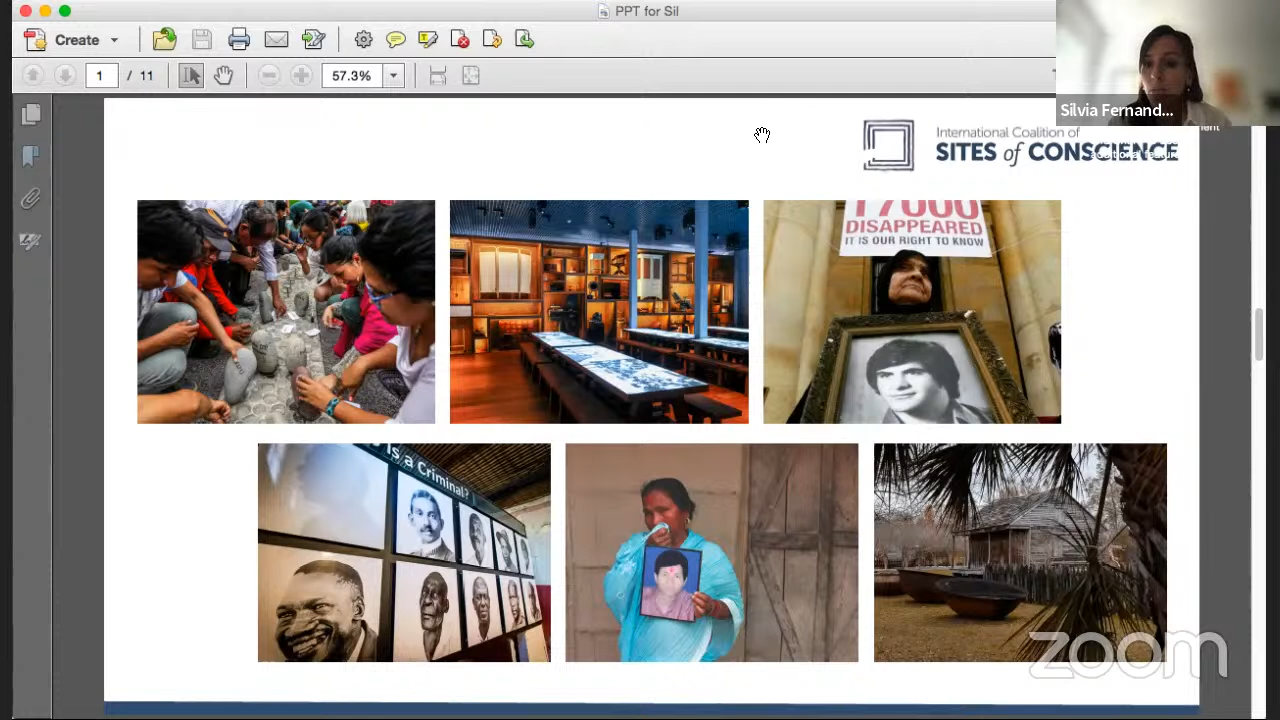 PPT for Sil
Create
1 / 11
57.3%
Silvia Fernand...
International Coalition of
SITES of CONSCIENCE
17000
DISAPPEARED
IT IS OUR RIGHT TO KNOW
is a Criminal?
zoom